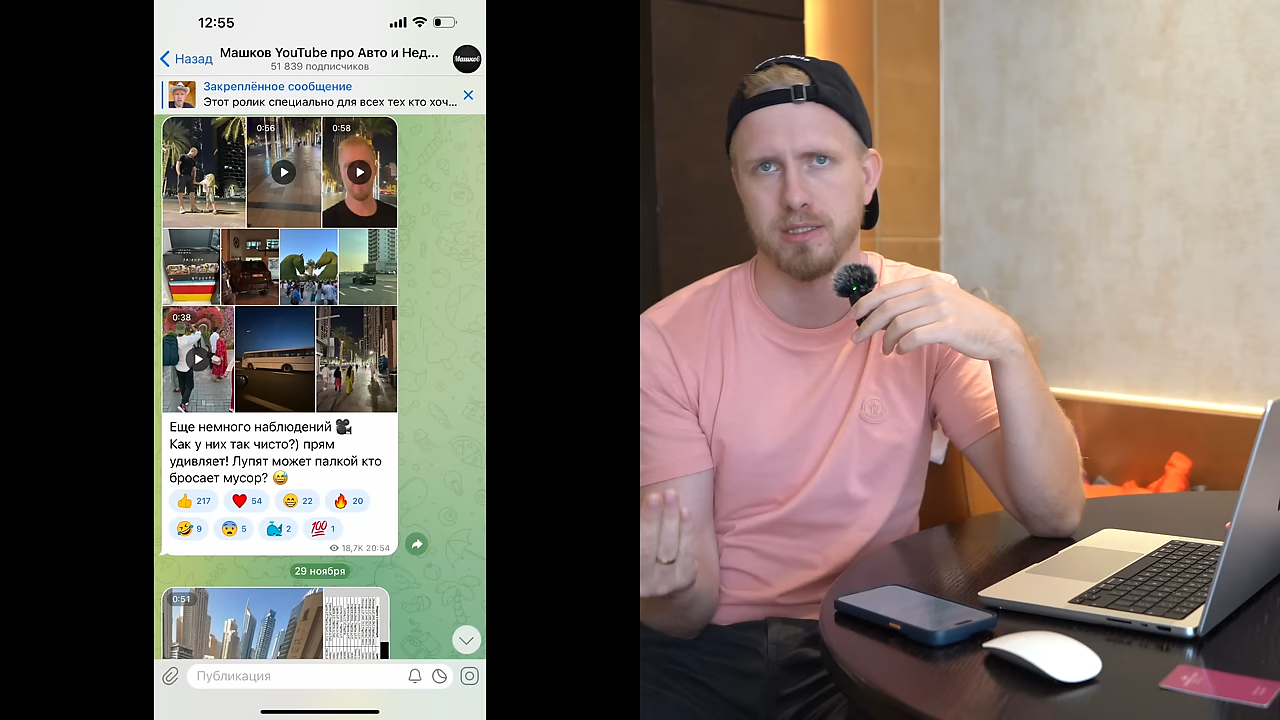 12:55
Назад
Машков YouTube про Авто и Нед...
51 839 подписчиков
Машков
Закреплённое сообщение
Этот ролик специально для всех тех кто хоч...
0:56
0:58
0:38
Еще немного наблюдений 🎥
Как у них так чисто?) прям
удивляет! Лупят может палкой кто
бросает мусор? 😅
👍 217 ❤️ 54 😄 22 🔥 20
🤣 9 😨 5 🐳 2 💯 1
18,7K 20:54
29 ноября
0:51
Публикация